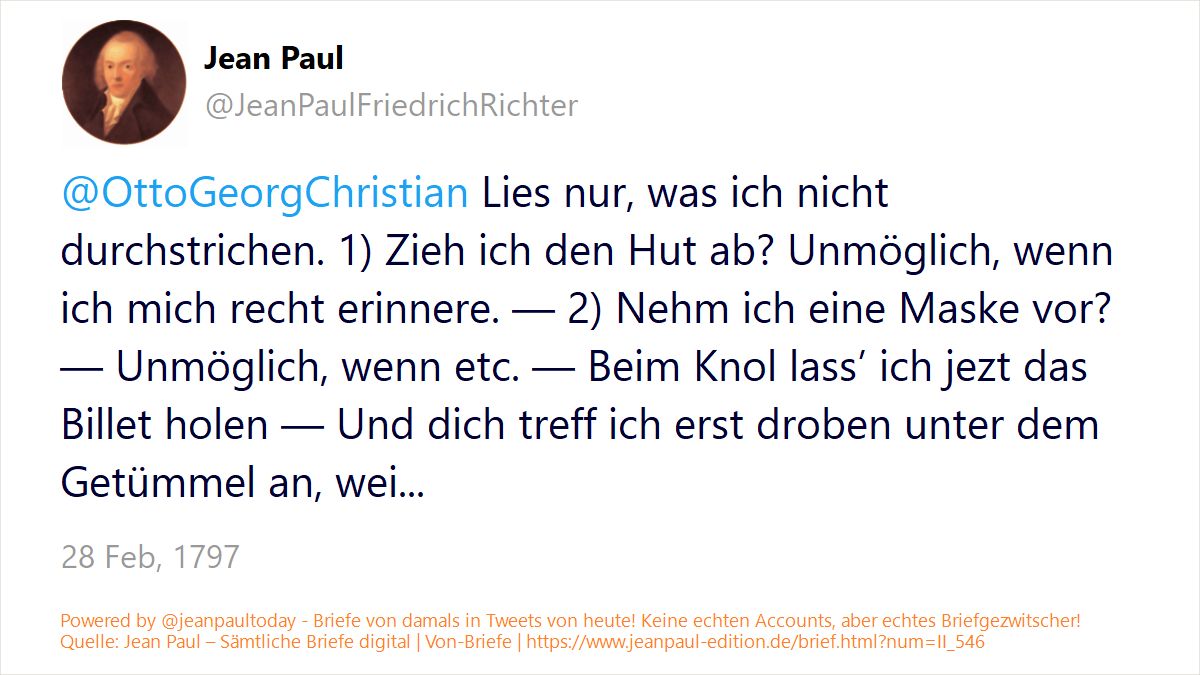 Jean Paul
@JeanPaulFriedrichRichter
@OttoGeorgChristian Lies nur, was ich nicht
durchstrichen. 1) Zieh ich den Hut ab? Unmöglich, wenn
ich mich recht erinnere. — 2) Nehm ich eine Maske vor?
— Unmöglich, wenn etc. — Beim Knol lass’ ich jezt das
Billet holen — Und dich treff ich erst droben unter dem
Getümmel an, wei...
28 Feb, 1797
Powered by @jeanpaultoday - Briefe von damals in Tweets von heute! Keine echten Accounts, aber echtes Briefgezwitscher!
Quelle: Jean Paul – Sämtliche Briefe digital | Von-Briefe | https://www.jeanpaul-edition.de/brief.html?num=II_546